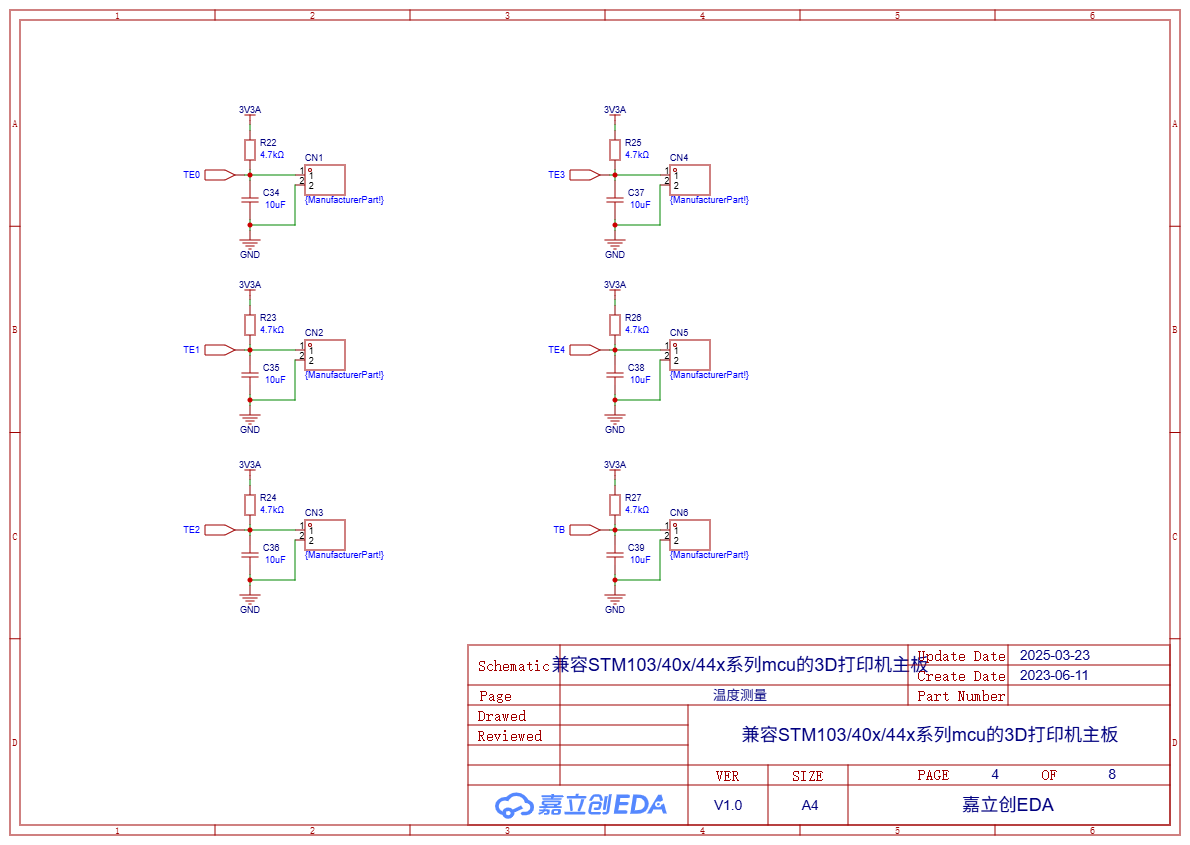 1 2 3 4 5 6
A A
B B
C C
D D
3V3A
R22
4.7kΩ
CN1
TE0
1 1
2 2
C34
10uF
{ManufacturerPart!}
GND
3V3A
R25
4.7kΩ
CN4
TE3
1 1
2 2
C37
10uF
{ManufacturerPart!}
GND
3V3A
R23
4.7kΩ
CN2
TE1
1 1
2 2
C35
10uF
{ManufacturerPart!}
GND
3V3A
R26
4.7kΩ
CN5
TE4
1 1
2 2
C38
10uF
{ManufacturerPart!}
GND
3V3A
R24
4.7kΩ
CN3
TE2
1 1
2 2
C36
10uF
{ManufacturerPart!}
GND
3V3A
R27
4.7kΩ
CN6
TB
1 1
2 2
C39
10uF
{ManufacturerPart!}
GND
Schematic 兼容STM103/40x/44x系列mcu的3D打印机主板
Update Date 2025-03-23
Create Date 2023-06-11
Page 温度测量 Part Number
Drawed
Reviewed
兼容STM103/40x/44x系列mcu的3D打印机主板
VER SIZE PAGE 4 OF 8
嘉立创EDA V1.0 A4 嘉立创EDA
1 2 3 4 5 6